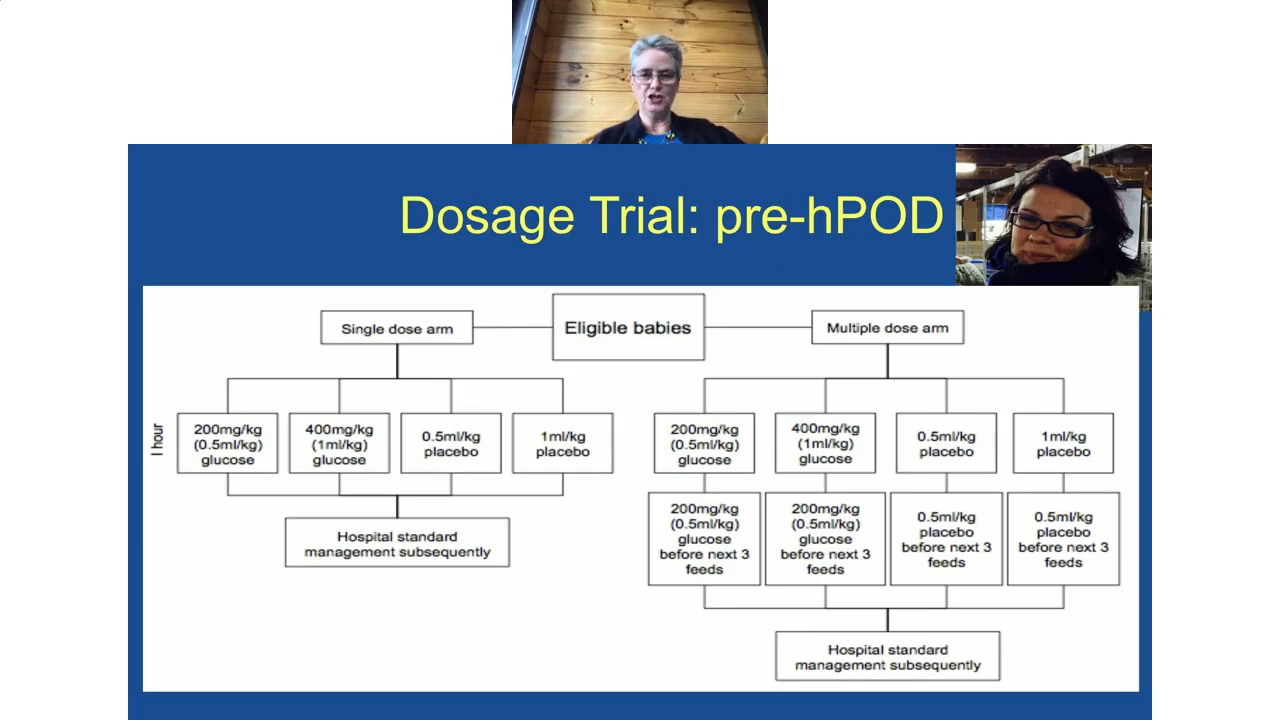 Dosage Trial: pre-hPOD
Eligible babies
Single dose arm
Multiple dose arm
1 hour
200mg/kg
(0.5ml/kg)
glucose
400mg/kg
(1ml/kg)
glucose
0.5ml/kg
placebo
1ml/kg
placebo
Hospital standard
management subsequently
200mg/kg
(0.5ml/kg)
glucose
400mg/kg
(1ml/kg)
glucose
0.5ml/kg
placebo
1ml/kg
placebo
200mg/kg
(0.5ml/kg)
glucose
before next 3
feeds
200mg/kg
(0.5ml/kg)
glucose
before next 3
feeds
0.5ml/kg
placebo
before next 3
feeds
0.5ml/kg
placebo
before next 3
feeds
Hospital standard
management subsequently